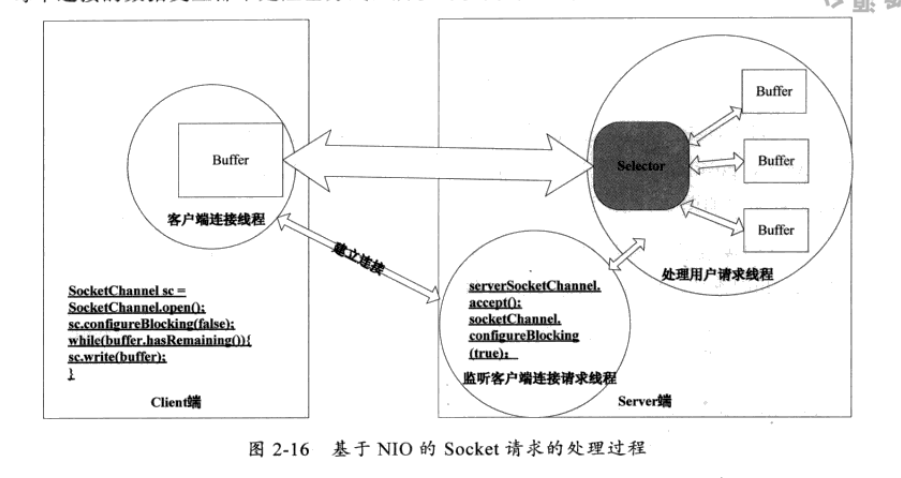 Buffer
客户端连接线程
建立连接
SocketChannel sc =
SocketChannel.open();
sc.configureBlocking(false);
while(buffer.hasRemaining()){
sc.write(buffer);
}
Client端
Selector
Buffer
Buffer
Buffer
处理用户请求线程
serverSocketChannel.
accept();
socketChannel.
configureBlocking
(true);
监听客户端连接请求线程
Server端
图 2-16 基于 NIO 的 Socket 请求的处理过程